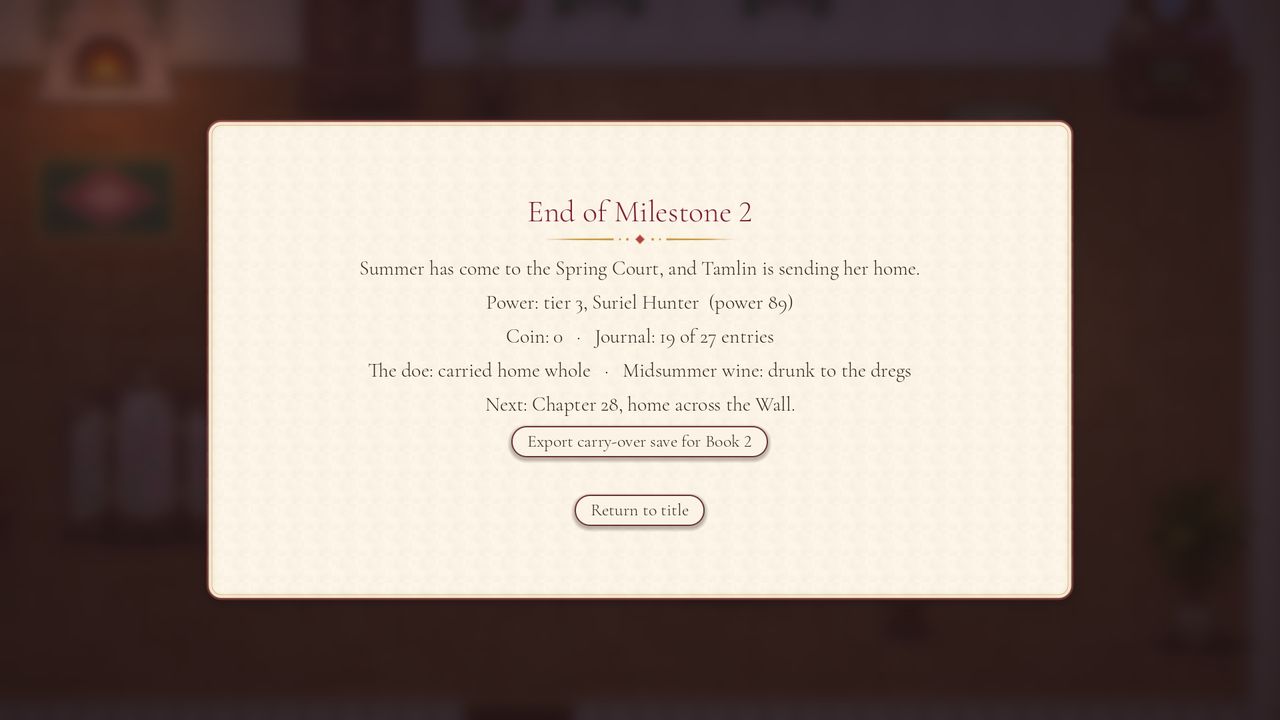 End of Milestone 2
Summer has come to the Spring Court, and Tamlin is sending her home.
Power: tier 3, Suriel Hunter  (power 89)
Coin: 0  ·  Journal: 19 of 27 entries
The doe: carried home whole  ·  Midsummer wine: drunk to the dregs
Next: Chapter 28, home across the Wall.
Export carry-over save for Book 2
Return to title